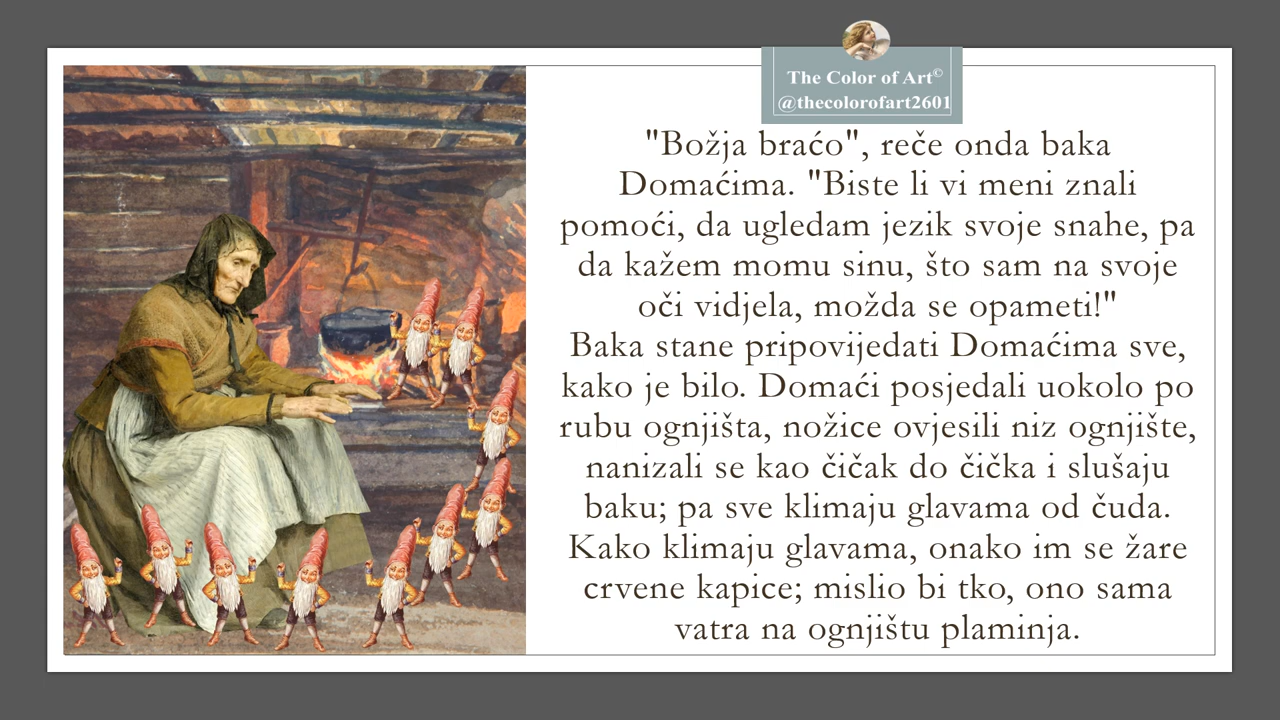 The Color of Art©
@thecolorofart2601
"Božja braćo", reče onda baka
Domaćima. "Biste li vi meni znali
pomoći, da ugledam jezik svoje snahe, pa
da kažem momu sinu, što sam na svoje
oči vidjela, možda se opameti!"
Baka stane pripovijedati Domaćima sve,
kako je bilo. Domaći posjedali uokolo po
rubu ognjišta, nožice ovjesili niz ognjište,
nanizali se kao čičak do čička i slušaju
baku; pa sve klimaju glavama od čuda.
Kako klimaju glavama, onako im se žare
crvene kapice; mislio bi tko, ono sama
vatra na ognjištu plaminja.